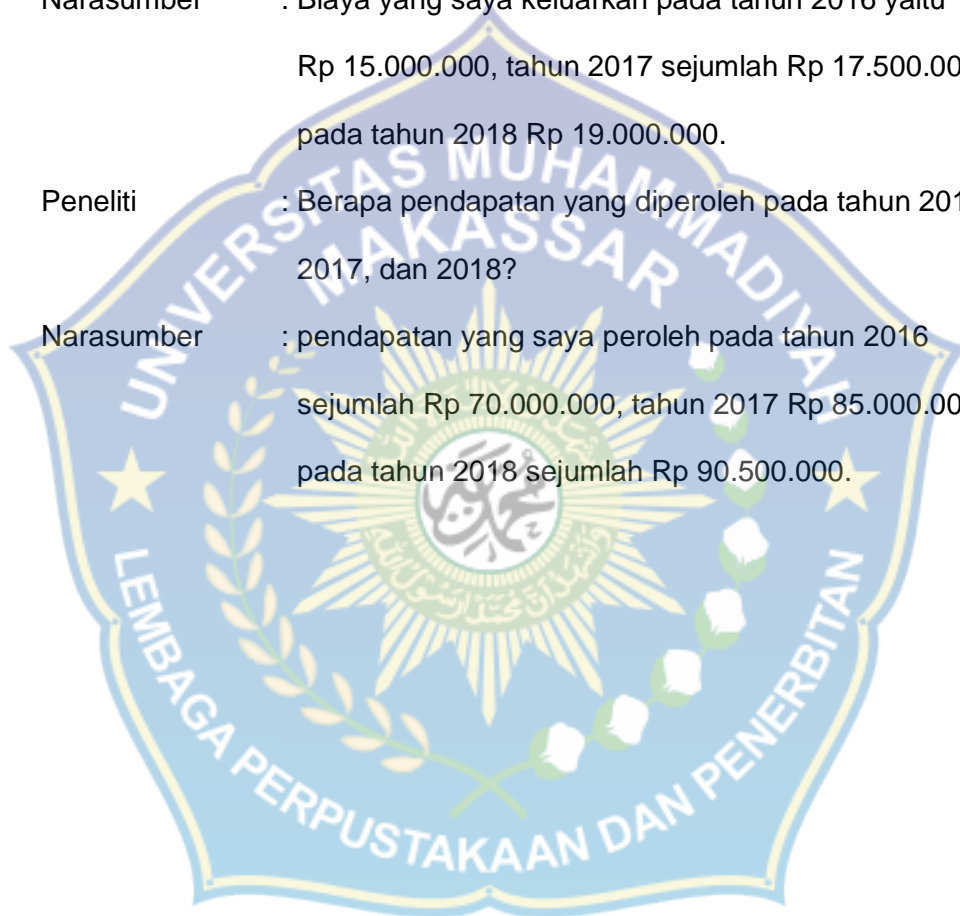 Narasumber : Biaya yang saya keluarkan pada tahun 2016 yaitu
Rp 15.000.000, tahun 2017 sejumlah Rp 17.500.00
pada tahun 2018 Rp 19.000.000.
Peneliti : Berapa pendapatan yang diperoleh pada tahun 201
2017, dan 2018?
Narasumber : pendapatan yang saya peroleh pada tahun 2016
sejumlah Rp 70.000.000, tahun 2017 Rp 85.000.00
pada tahun 2018 sejumlah Rp 90.500.000.
UNIVERSITAS MUHAMMADIYAH
MAKASSAR
LEMBAGA PERPUSTAKAAN DAN PENERBITAN